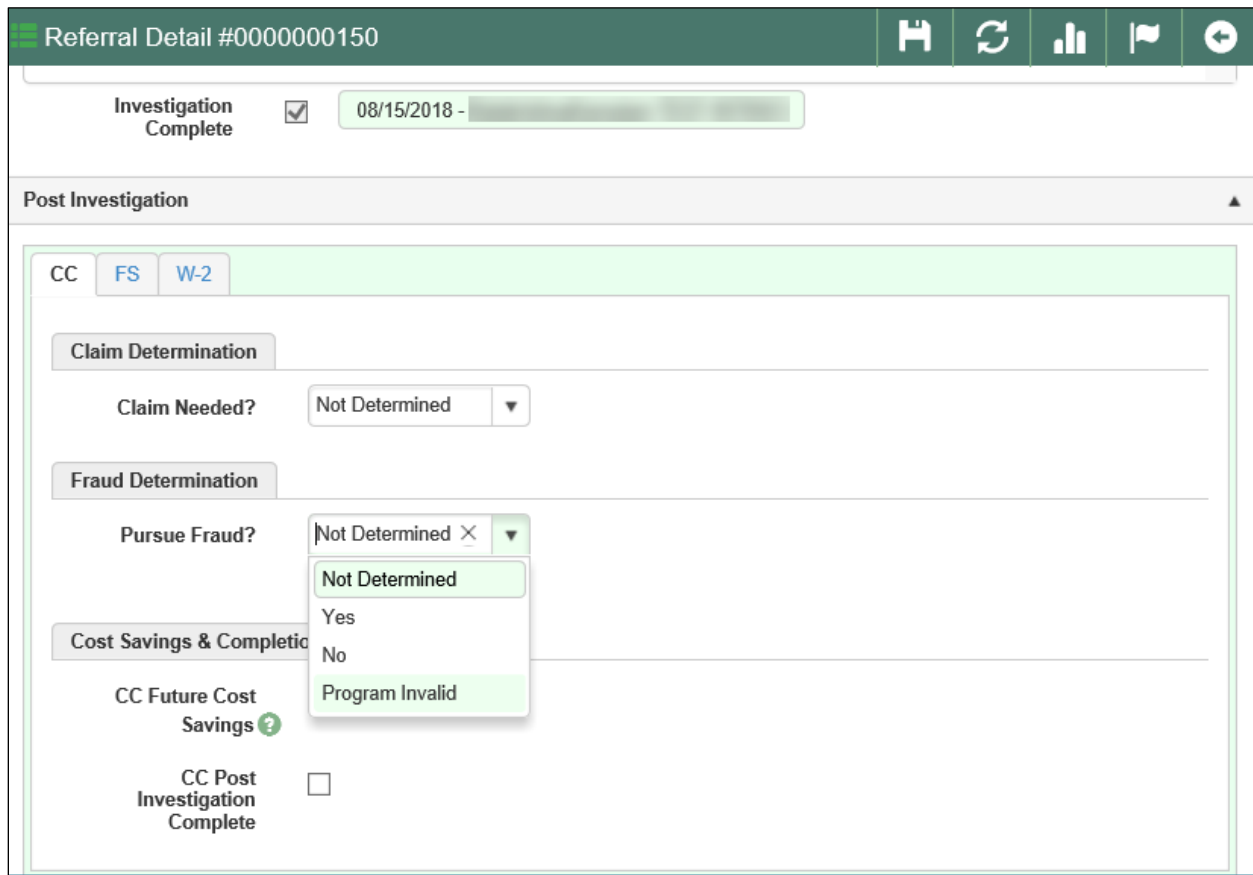 Referral Detail #0000000150
Investigation
Complete
08/15/2018 -
Post Investigation
CC FS W-2
Claim Determination
Claim Needed? Not Determined
Fraud Determination
Pursue Fraud? Not Determined
Not Determined
Yes
No
Program Invalid
Cost Savings & Completio
CC Future Cost
Savings ?
CC Post
Investigation
Complete